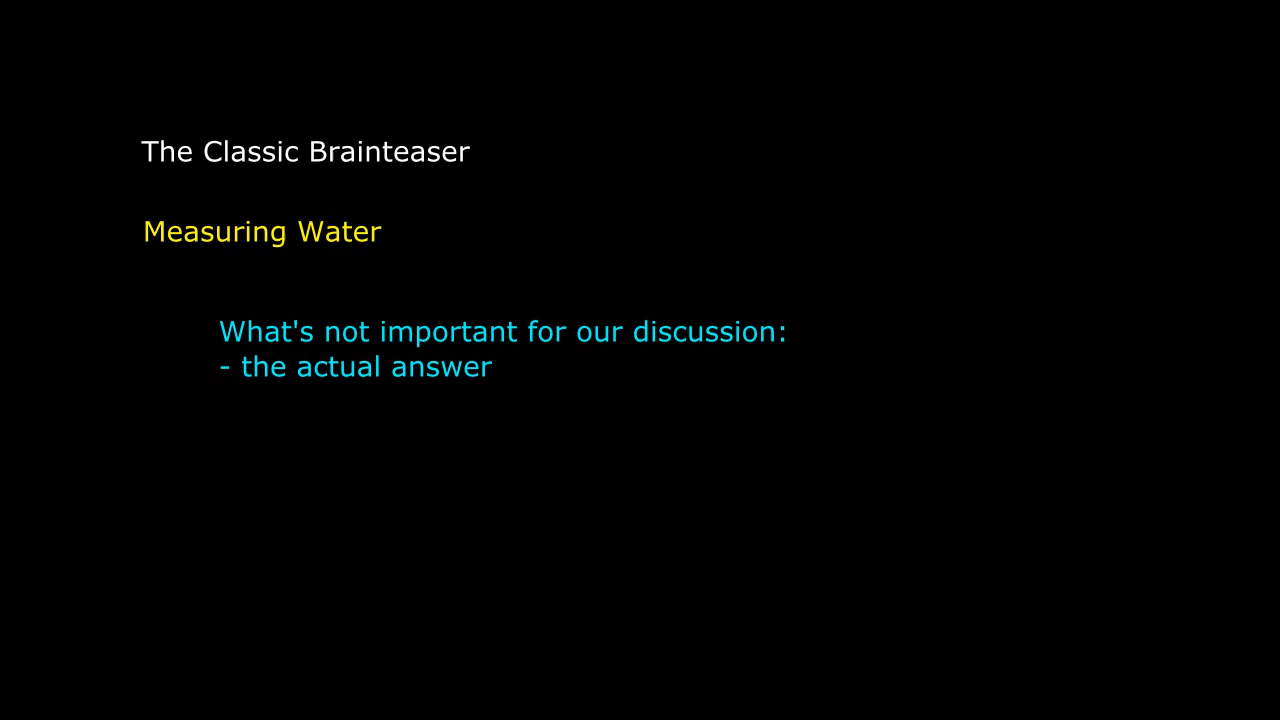 The Classic Brainteaser
Measuring Water
What's not important for our discussion:
- the actual answer